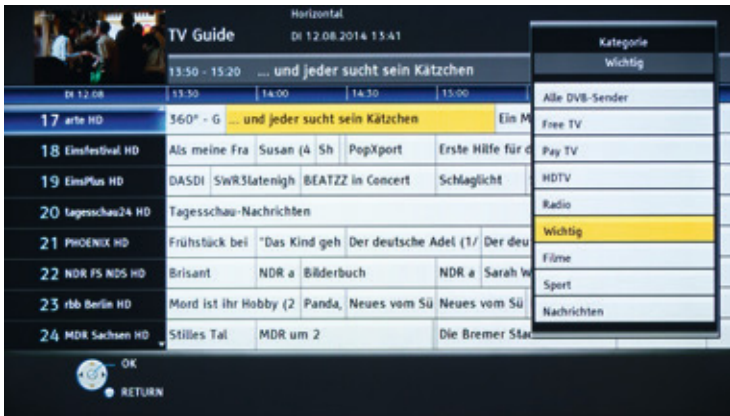 Horizontal
TV Guide
DI 12.08.2014 13:41
13:50 - 15:20 ... und jeder sucht sein Kätzchen
DI 12.08 13:30 14:00 14:30 15:00
17 arte HD 360° - G ... und jeder sucht sein Kätzchen Ein M
18 Einsfestival HD Als meine Fra Susan (4 Sh PopXport Erste Hilfe für d
19 EinsPlus HD DASDI SWR3latenigh BEATZZ in Concert Schlaglicht
20 tagesschau24 HD Tagesschau-Nachrichten
21 PHOENIX HD Frühstück bei "Das Kind geh Der deutsche Adel (1/ Der deu
22 NDR FS NDS HD Brisant NDR a Bilderbuch NDR a Sarah W
23 rbb Berlin HD Mord ist ihr Hobby (2 Panda, Neues vom Sü Neues vom Sü
24 MDR Sachsen HD Stilles Tal MDR um 2 Die Bremer Stad
OK
RETURN
Kategorie
Wichtig
Alle DVB-Sender
Free TV
Pay TV
HDTV
Radio
Wichtig
Filme
Sport
Nachrichten